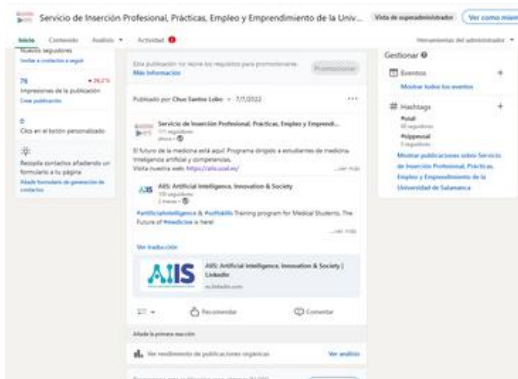 Servicio de Inserción Profesional, Prácticas, Empleo y Emprendimiento de la Univ...
Vista de superadministrador
Ver como miem
Inicio Contenido Análisis Actividad
Herramientas del administrador
Nuevos seguidores
Invitar a contactos a seguir
76
Impresiones de la publicación
Crear publicación
0
Clics en el botón personalizado
Recopila contactos añadiendo un
formulario a tu página
Añadir formulario de generación de
contactos
Esta publicación no reúne los requisitos para promocionarse.
Más información
Promocionar
Publicado por Chus Santos Lobo • 7/7/2022
Servicio de Inserción Profesional, Prácticas, Empleo y Emprendi...
seguidores
ahora •
El futuro de la medicina está aquí! Programa dirigido a estudiantes de medicina.
Inteligencia artificial y competencias.
Visita nuestra web: https://aiis.usal.es/
...ver más
AIIS
AIIS: Artificial Intelligence, Innovation & Society
seguidores
#artificialintelligence & #softskills Training program for Medical Students. The
Future of #medicine is here!
...ver más
Ver traducción
AIIS
AIIS: Artificial Intelligence, Innovation & Society |
LinkedIn
es.linkedin.com
Recomendar
Comentar
Añade la primera reacción
Ver rendimiento de publicaciones orgánicas
Ver análisis
Gestionar
Eventos +
Mostrar todos los eventos
# Hashtags +
#usal
seguidores
#sippeusal
seguidores
Mostrar publicaciones sobre Servicio
de Inserción Profesional, Prácticas,
Empleo y Emprendimiento de la
Universidad de Salamanca